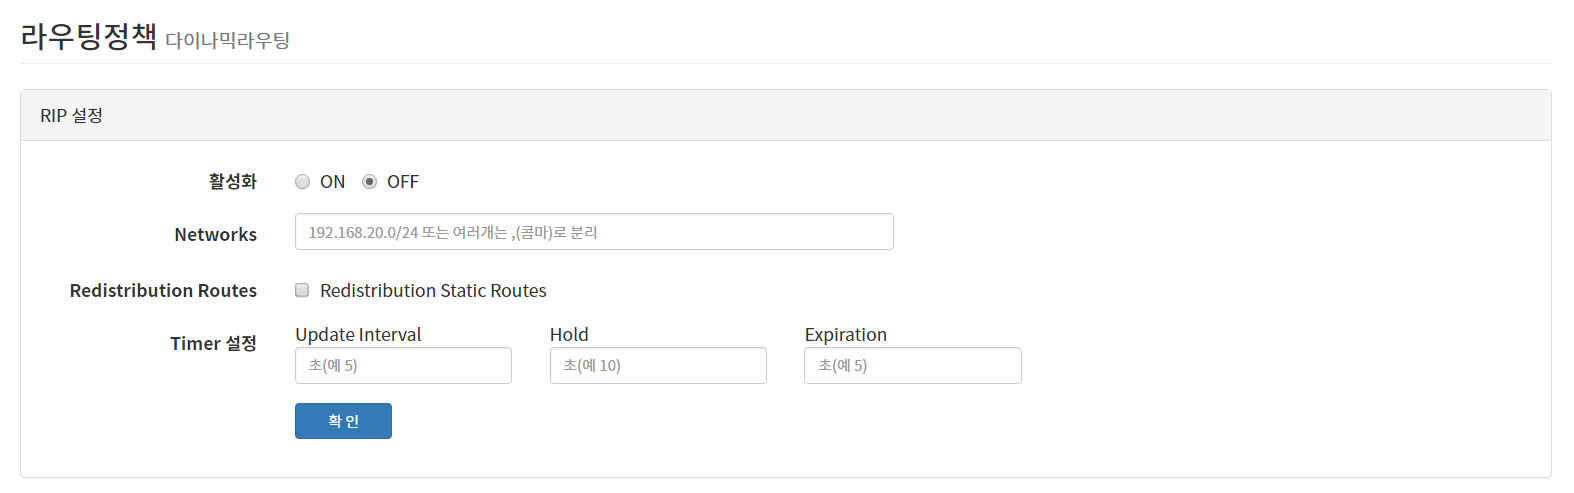 라우팅정책 다이나믹라우팅
RIP 설정
활성화 ON OFF
Networks 192.168.20.0/24 또는 여러개는 ,(콤마)로 분리
Redistribution Routes Redistribution Static Routes
Timer 설정 Update Interval Hold Expiration
초(예 5) 초(예 10) 초(예 5)
확 인